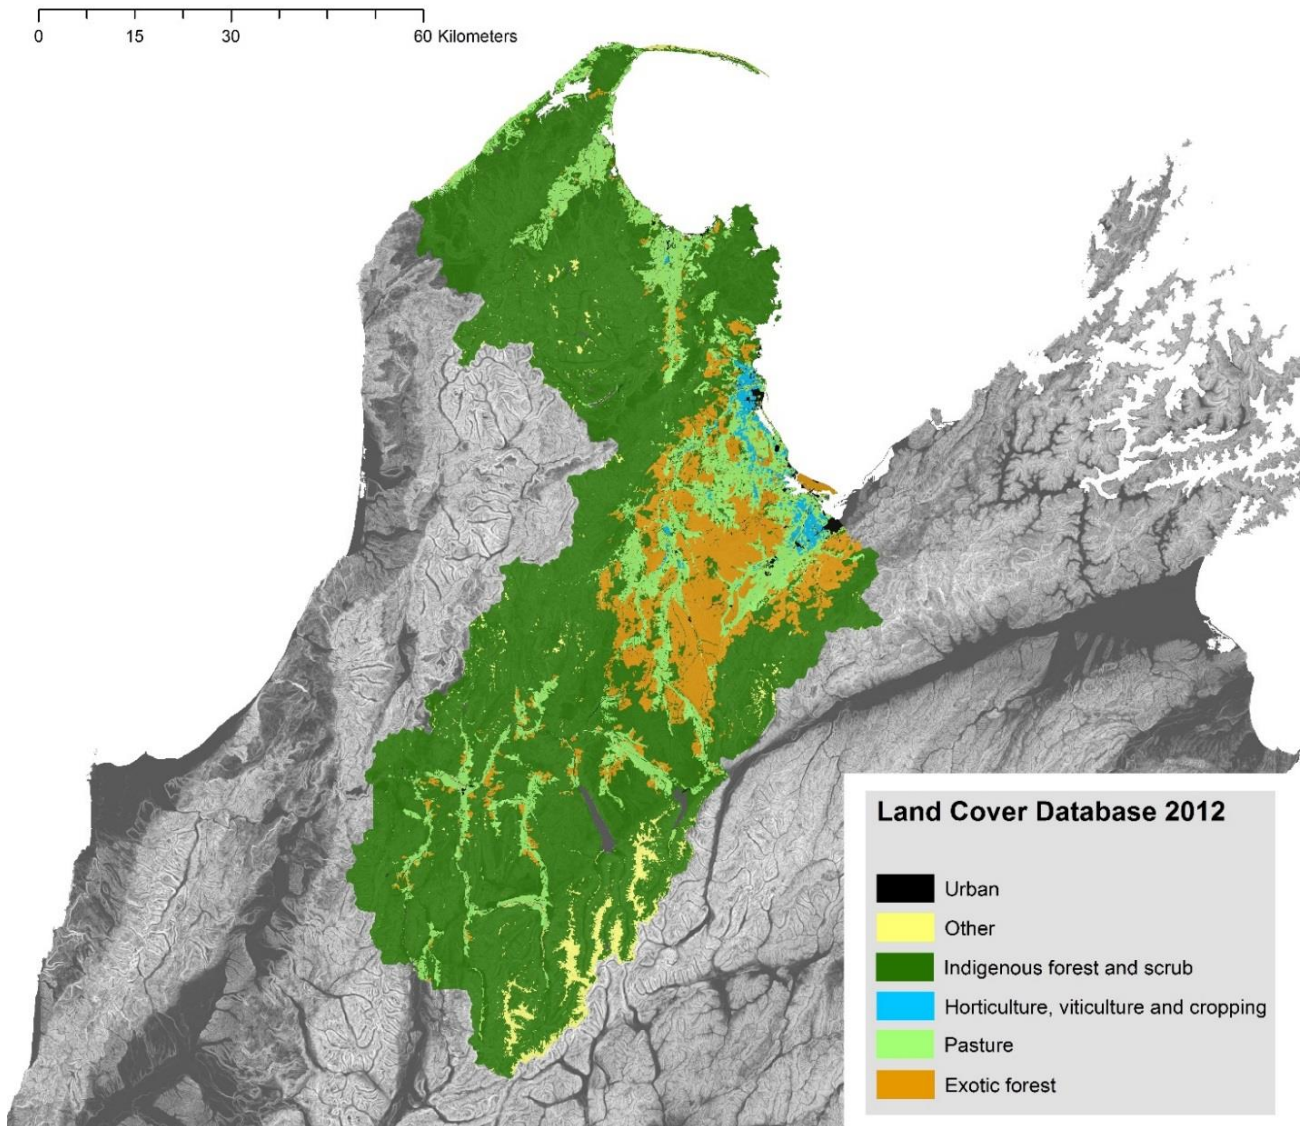 0 15 30 60 Kilometers
Land Cover Database 2012
Urban
Other
Indigenous forest and scrub
Horticulture, viticulture and cropping
Pasture
Exotic forest